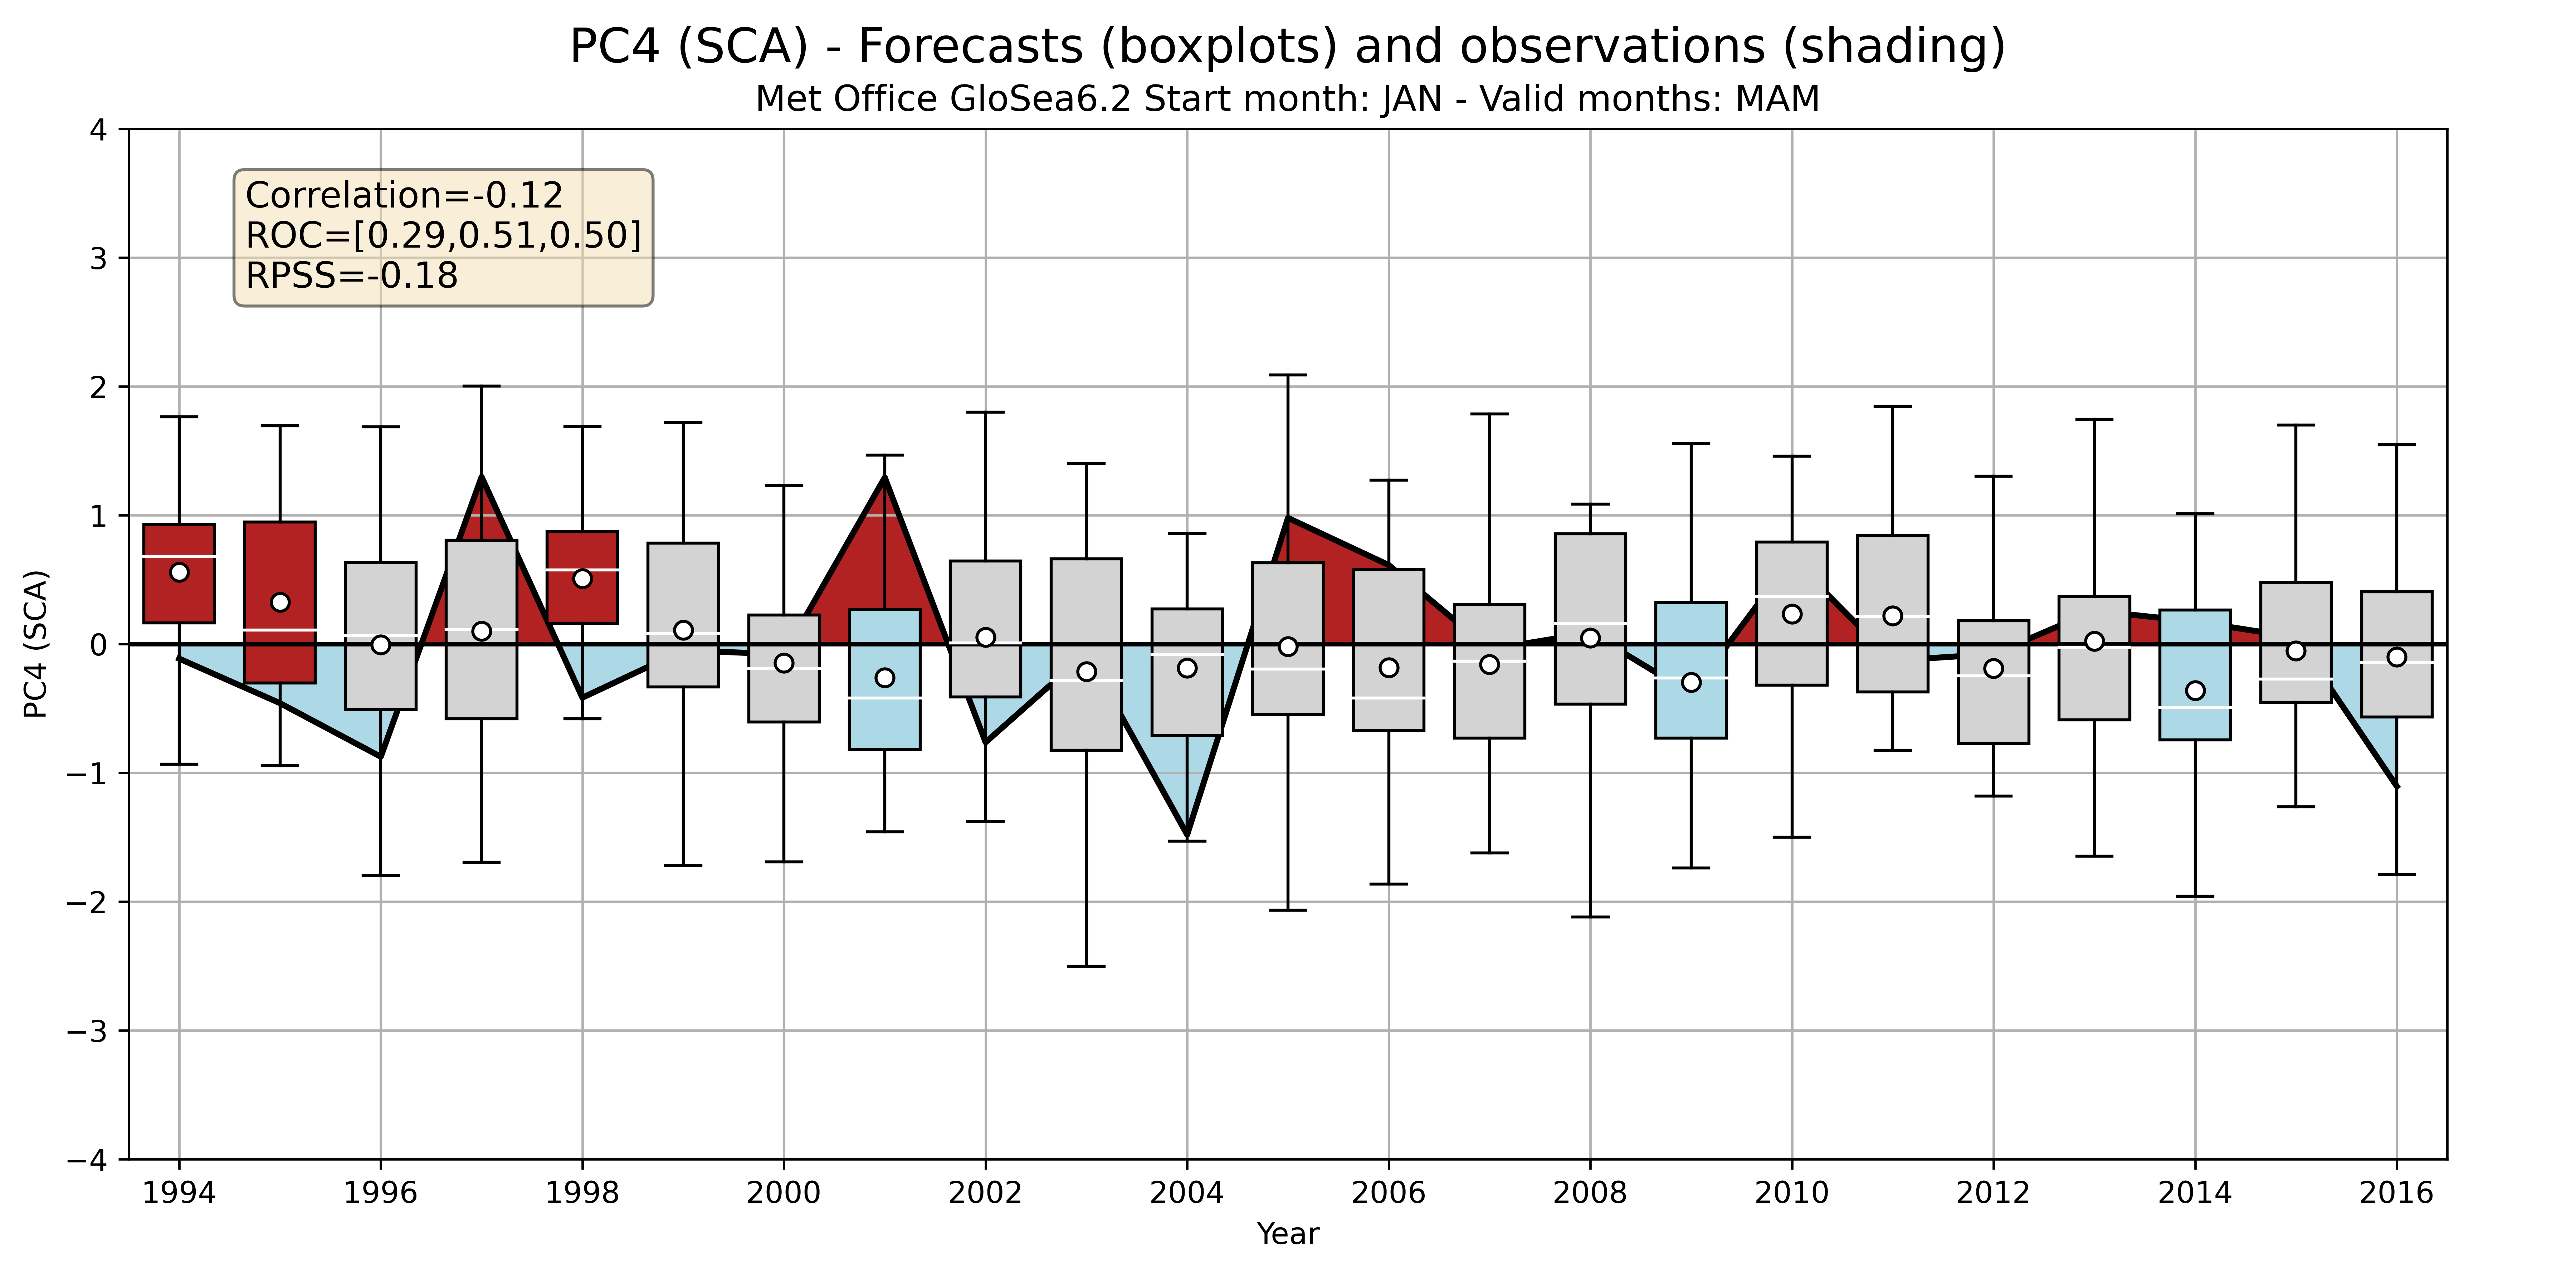 PC4 (SCA) - Forecasts (boxplots) and observations (shading)
Met Office GloSea6.2 Start month: JAN - Valid months: MAM
Correlation=-0.12
ROC=[0.29,0.51,0.50]
RPSS=-0.18
PC4 (SCA)
4
3
2
1
0
−1
−2
−3
−4
1994 1996 1998 2000 2002 2004 2006 2008 2010 2012 2014 2016
Year